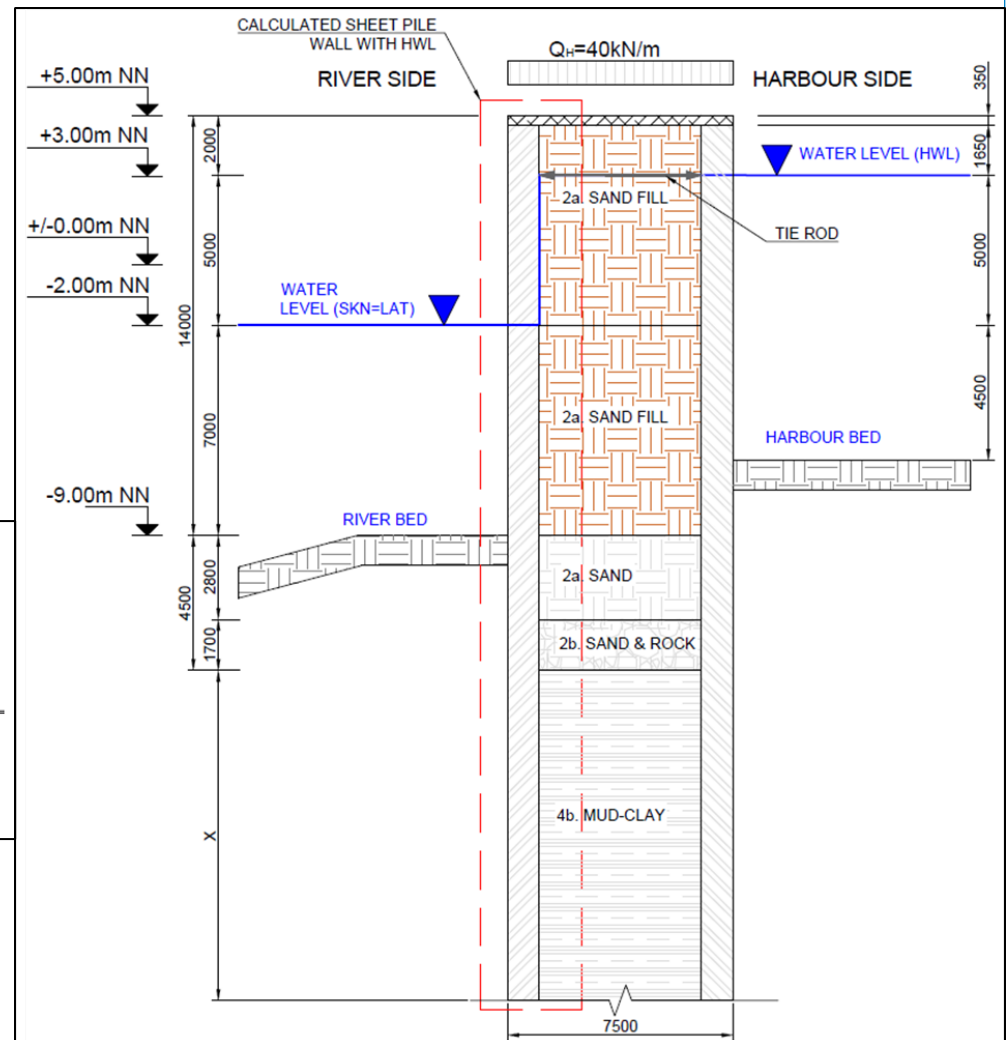 CALCULATED SHEET PILE
WALL WITH HWL
QH=40kN/m
RIVER SIDE
HARBOUR SIDE
350
+5.00m NN
+3.00m NN
2000
1650
WATER LEVEL (HWL)
2a. SAND FILL
TIE ROD
+/-0.00m NN
5000
5000
-2.00m NN
WATER
LEVEL (SKN=LAT)
14000
4500
7000
2a. SAND FILL
HARBOUR BED
-9.00m NN
RIVER BED
2800
4500
2a. SAND
1700
2b. SAND & ROCK
X
4b. MUD-CLAY
7500